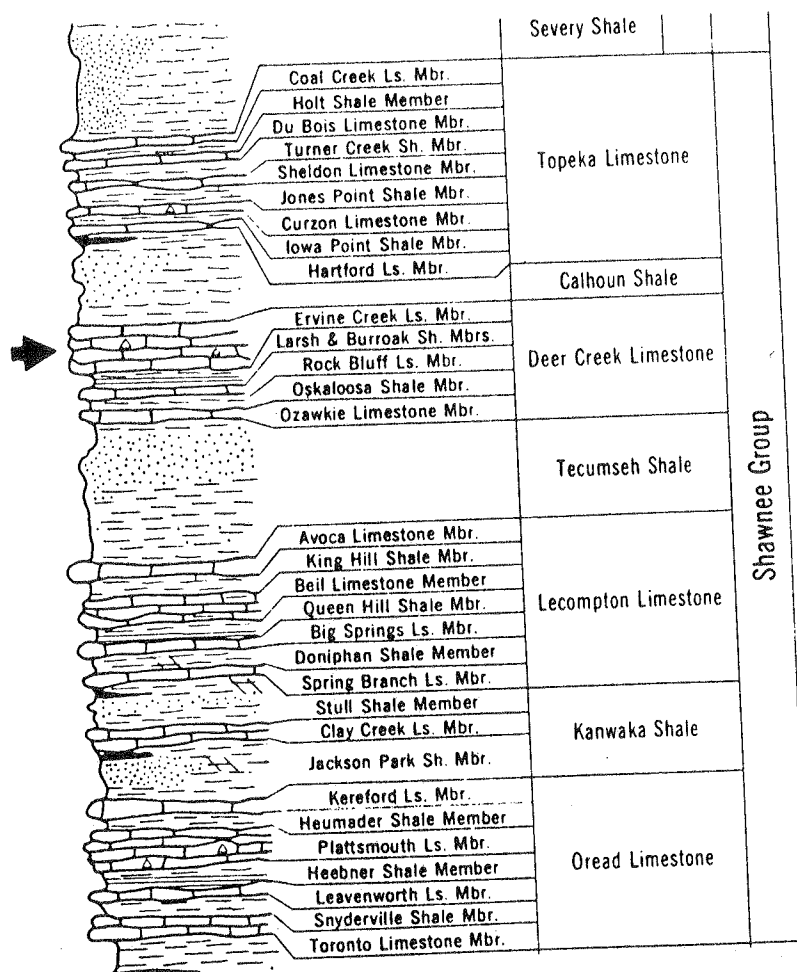 Severy Shale
Coal Creek Ls. Mbr.
Holt Shale Member
Du Bois Limestone Mbr.
Turner Creek Sh. Mbr.
Sheldon Limestone Mbr.
Jones Point Shale Mbr.
Curzon Limestone Mbr.
Iowa Point Shale Mbr.
Hartford Ls. Mbr.
Topeka Limestone
Calhoun Shale
Ervine Creek Ls. Mbr.
Larsh & Burroak Sh. Mbrs.
Rock Bluff Ls. Mbr.
Oskaloosa Shale Mbr.
Ozawkie Limestone Mbr.
Deer Creek Limestone
Tecumseh Shale
Avoca Limestone Mbr.
King Hill Shale Mbr.
Beil Limestone Member
Queen Hill Shale Mbr.
Big Springs Ls. Mbr.
Doniphan Shale Member
Spring Branch Ls. Mbr.
Lecompton Limestone
Stull Shale Member
Clay Creek Ls. Mbr.
Jackson Park Sh. Mbr.
Kanwaka Shale
Kereford Ls. Mbr.
Heumader Shale Member
Plattsmouth Ls. Mbr.
Heebner Shale Member
Leavenworth Ls. Mbr.
Snyderville Shale Mbr.
Toronto Limestone Mbr.
Oread Limestone
Shawnee Group